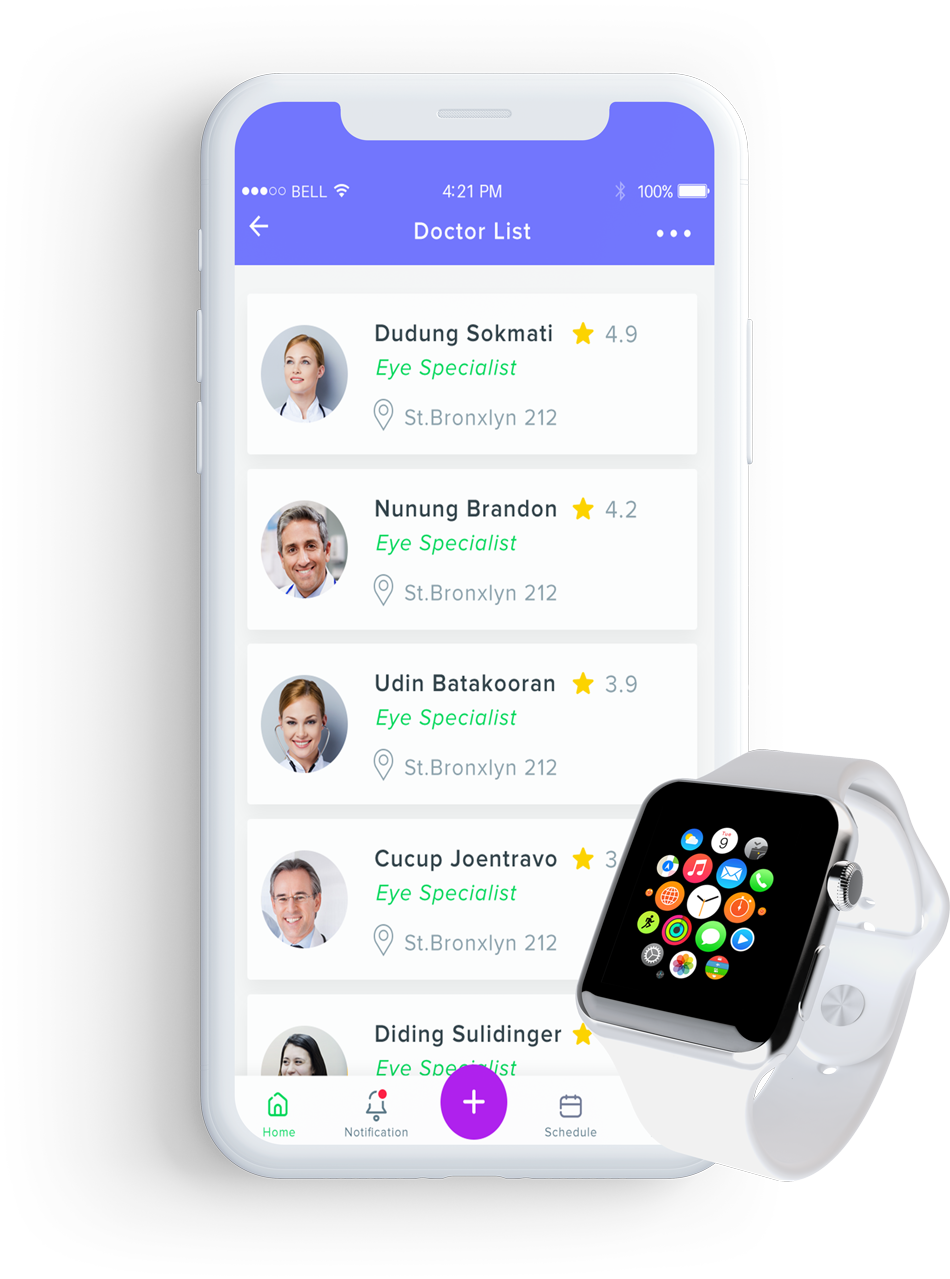 BELL 4:21 PM 100%
Doctor List
Dudung Sokmati 4.9
Eye Specialist
St.Bronxlyn 212
Nunung Brandon 4.2
Eye Specialist
St.Bronxlyn 212
Udin Batakooran 3.9
Eye Specialist
St.Bronxlyn 212
Cucup Joentravo 3
Eye Specialist
St.Bronxlyn 212
Diding Sulidinger
Eye Specialist
Home Notification Schedule
Tue
9